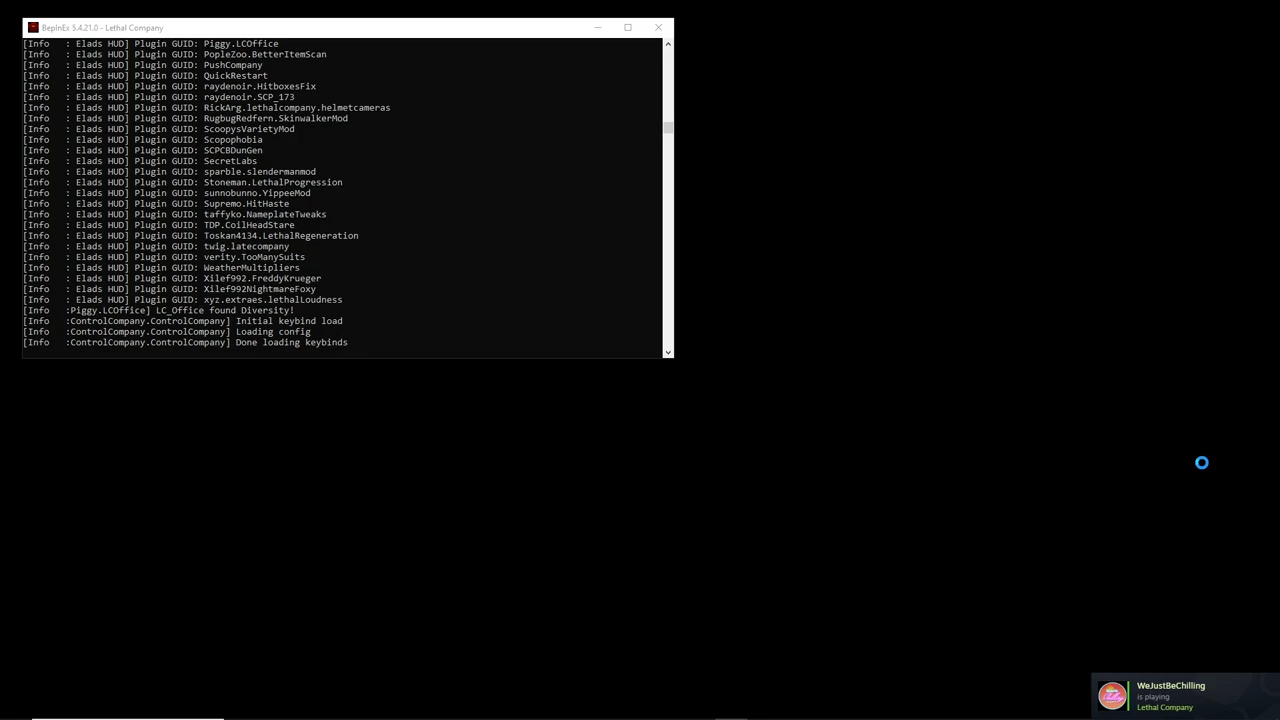 BepInEx 5.4.21.0 - Lethal Company
[Info   : Elads HUD] Plugin GUID: Piggy.LCOffice
[Info   : Elads HUD] Plugin GUID: PopleZoo.BetterItemScan
[Info   : Elads HUD] Plugin GUID: PushCompany
[Info   : Elads HUD] Plugin GUID: QuickRestart
[Info   : Elads HUD] Plugin GUID: raydenoir.HitboxesFix
[Info   : Elads HUD] Plugin GUID: raydenoir.SCP_173
[Info   : Elads HUD] Plugin GUID: RickArg.lethalcompany.helmetcameras
[Info   : Elads HUD] Plugin GUID: RugbugRedfern.SkinwalkerMod
[Info   : Elads HUD] Plugin GUID: ScoopysVarietyMod
[Info   : Elads HUD] Plugin GUID: Scopophobia
[Info   : Elads HUD] Plugin GUID: SCPCBDunGen
[Info   : Elads HUD] Plugin GUID: SecretLabs
[Info   : Elads HUD] Plugin GUID: sparble.slendermanmod
[Info   : Elads HUD] Plugin GUID: Stoneman.LethalProgression
[Info   : Elads HUD] Plugin GUID: sunnobunno.YippeeMod
[Info   : Elads HUD] Plugin GUID: Supremo.HitHaste
[Info   : Elads HUD] Plugin GUID: taffyko.NameplateTweaks
[Info   : Elads HUD] Plugin GUID: TDP.CoilHeadStare
[Info   : Elads HUD] Plugin GUID: Toskan4134.LethalRegeneration
[Info   : Elads HUD] Plugin GUID: twig.latecompany
[Info   : Elads HUD] Plugin GUID: verity.TooManySuits
[Info   : Elads HUD] Plugin GUID: WeatherMultipliers
[Info   : Elads HUD] Plugin GUID: Xilef992.FreddyKrueger
[Info   : Elads HUD] Plugin GUID: Xilef992NightmareFoxy
[Info   : Elads HUD] Plugin GUID: xyz.extraes.lethalLoudness
[Info   :Piggy.LCOffice] LC_Office found Diversity!
[Info   :ControlCompany.ControlCompany] Initial keybind load
[Info   :ControlCompany.ControlCompany] Loading config
[Info   :ControlCompany.ControlCompany] Done loading keybinds
WeJustBeChilling
is playing
Lethal Company